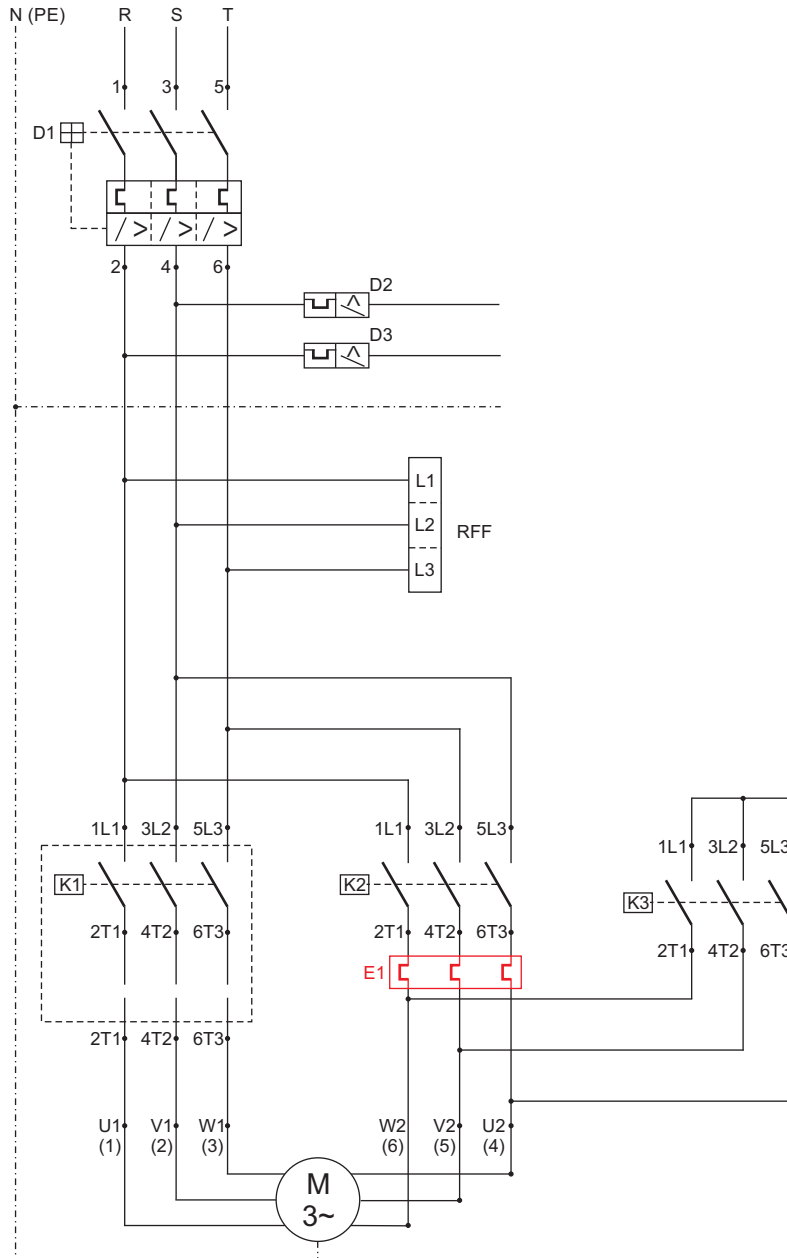 N (PE) R S T
1 3 5
D1
2 4 6
D2
D3
L1
L2 RFF
L3
1L1 3L2 5L3 1L1 3L2 5L3
1L1 3L2 5L3
K1 K2
K3
2T1 4T2 6T3 2T1 4T2 6T3
2T1 4T2 6T3
E1
2T1 4T2 6T3
U1 V1 W1 W2 V2 U2
(1) (2) (3) (6) (5) (4)
M
3~